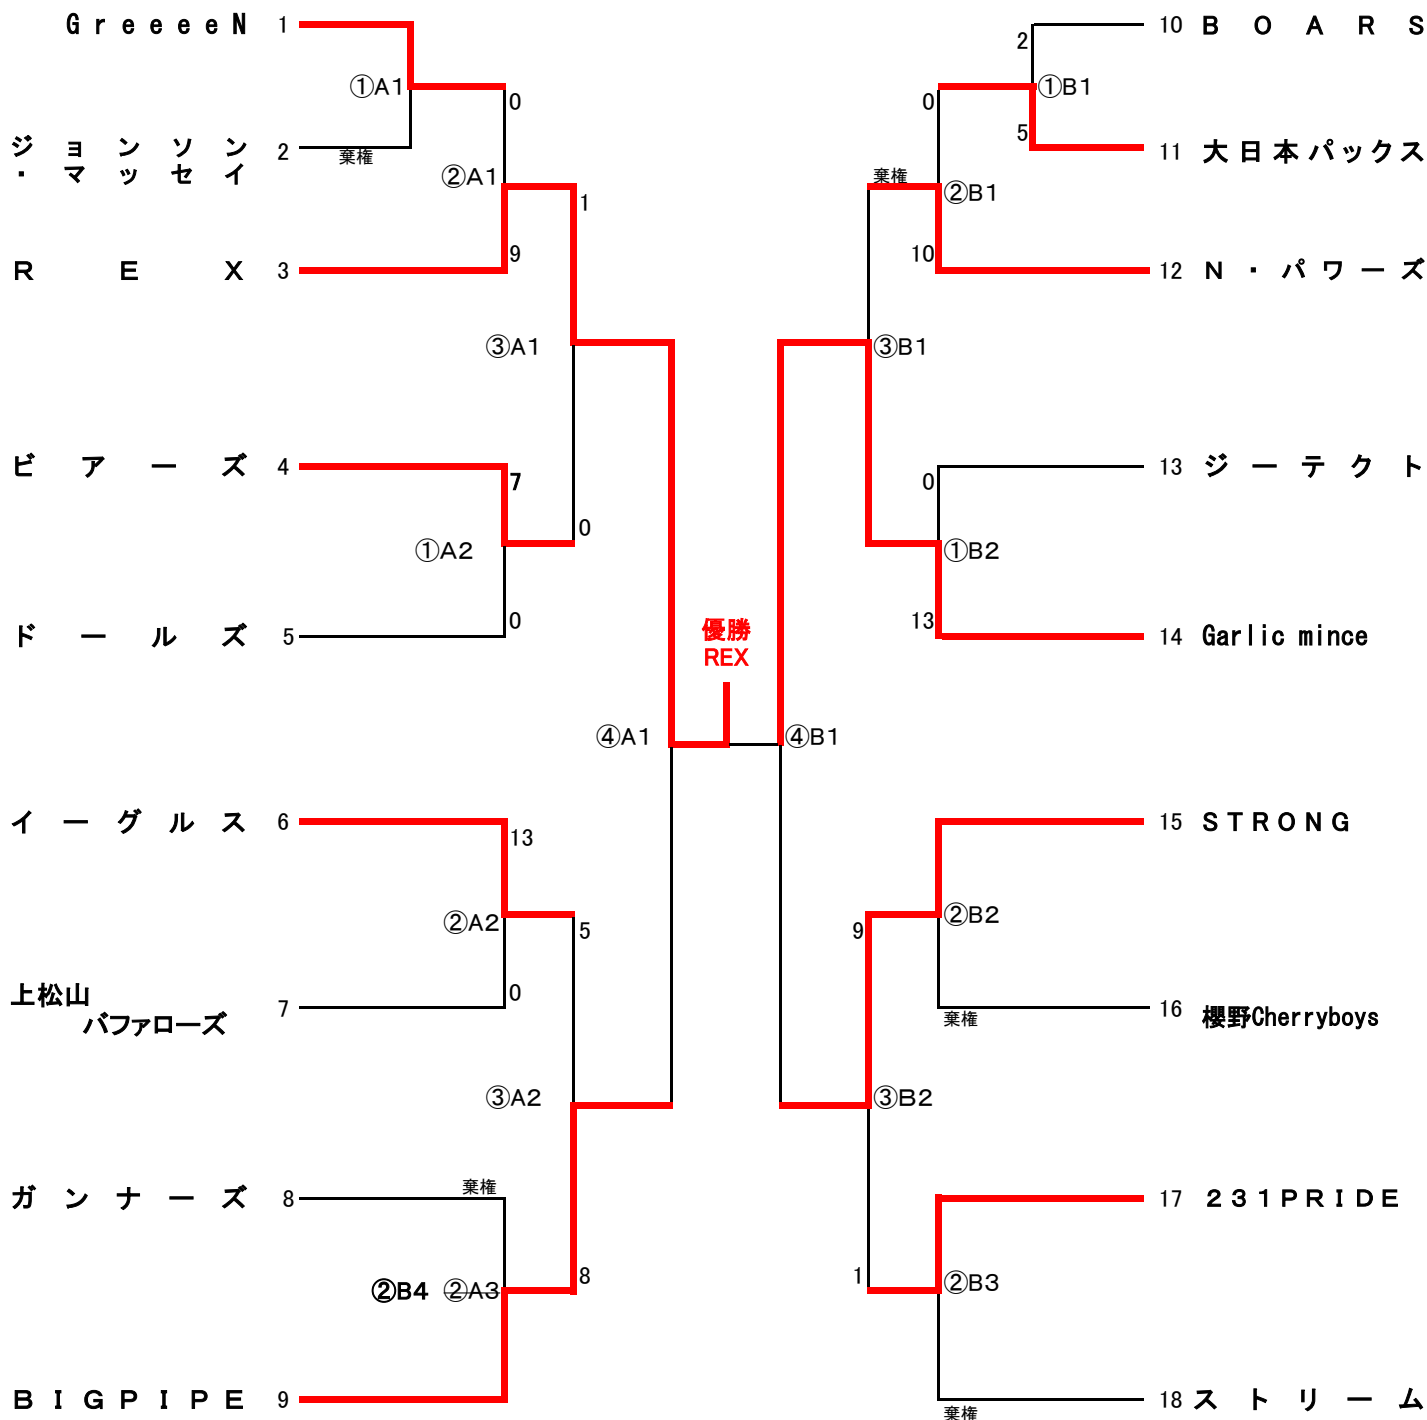 GreeeeN 1
①A1
0
ジョンソン
・マッセイ 2
棄権
②A1
1
REX 3
9
③A1
ビアーズ 4
7
①A2
0
ドールズ 5
0
優勝
REX
④A1
イーグルス 6
13
②A2
5
上松山
バファローズ 7
0
③A2
ガンナーズ 8
棄権
②B4 ②A3
8
BIGPIPE 9
10 BOARS
2
①B1
0
5
11 大日本パックス
棄権
②B1
10
12 N・パワーズ
③B1
13 ジーテクト
0
①B2
13
14 Garlic mince
④B1
15 STRONG
②B2
9
16 櫻野Cherryboys
棄権
③B2
17 231PRIDE
1
②B3
18 ストリーム
棄権